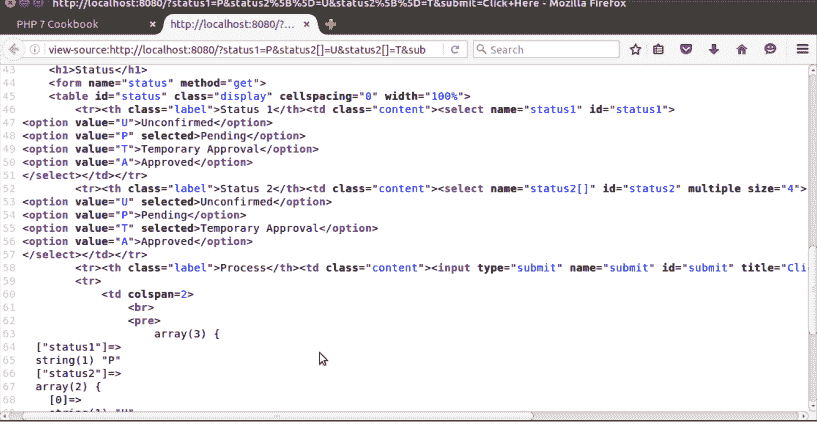 http://localhost:8080/?status1=P&status2%5B%5D=U&status2%5B%5D=T&submit=Click+Here - Mozilla Firefox
PHP 7 Cookbook × http://localhost:8080/?... ×
view-source:http://localhost:8080/?status1=P&status2[]=U&status2[]=T&sub Search
43 <h1>Status</h1>
44 <form name="status" method="get">
45 <table id="status" class="display" cellspacing="0" width="100%">
46 <tr><th class="label">Status 1</th><td class="content"><select name="status1" id="status1">
47 <option value="U">Unconfirmed</option>
48 <option value="P" selected>Pending</option>
49 <option value="T">Temporary Approval</option>
50 <option value="A">Approved</option>
51 </select></td></tr>
52 <tr><th class="label">Status 2</th><td class="content"><select name="status2[]" id="status2" multiple size="4">
53 <option value="U" selected>Unconfirmed</option>
54 <option value="P">Pending</option>
55 <option value="T" selected>Temporary Approval</option>
56 <option value="A">Approved</option>
57 </select></td></tr>
58 <tr><th class="label">Process</th><td class="content"><input type="submit" name="submit" id="submit" title="Cli
59 <tr>
60 <td colspan=2>
61 <br>
62 <pre>
63 array(3) {
64 ["status1"]=>
65 string(1) "P"
66 ["status2"]=>
67 array(2) {
68 [0]=>
string(1) "U"